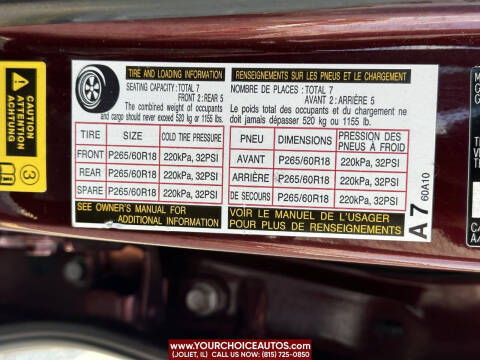 CAUTION
ATTENTION
ACHTUNG
3
TIRE AND LOADING INFORMATION
SEATING CAPACITY:TOTAL 7
FRONT 2:REAR 5
The combined weight of occupants
and cargo should never exceed 520 kg or 1155 lbs.
TIRE SIZE COLD TIRE PRESSURE
FRONT P265/60R18 220kPa, 32PSI
REAR P265/60R18 220kPa, 32PSI
SPARE P265/60R18 220kPa, 32PSI
SEE OWNER'S MANUAL FOR
ADDITIONAL INFORMATION
RENSEIGNEMENTS SUR LES PNEUS ET LE CHARGEMENT
NOMBRE DE PLACES :TOTAL 7
AVANT 2 : ARRIÈRE 5
Le poids total des occupants et du chargement ne
doit jamais dépasser 520 kg ou 1155 lb.
PNEU DIMENSIONS PRESSION DES
PNEUS À FROID
AVANT P265/60R18 220kPa, 32PSI
ARRIÈRE P265/60R18 220kPa, 32PSI
DE SECOURS P265/60R18 220kPa, 32PSI
VOIR LE MANUEL DE L'USAGER
POUR PLUS DE RENSEIGNEMENTS
A7
60A10
WWW.YOURCHOICEAUTOS.COM
(JOLIET, IL) CALL: (815) 725-0850